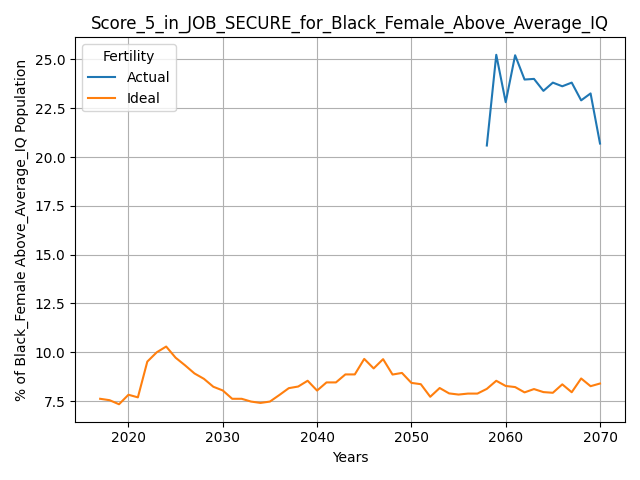 Score_5_in_JOB_SECURE_for_Black_Female_Above_Average_IQ
Fertility
Actual
Ideal
25.0
22.5
20.0
17.5
15.0
12.5
10.0
7.5
% of Black_Female Above_Average_IQ Population
2020 2030 2040 2050 2060 2070
Years